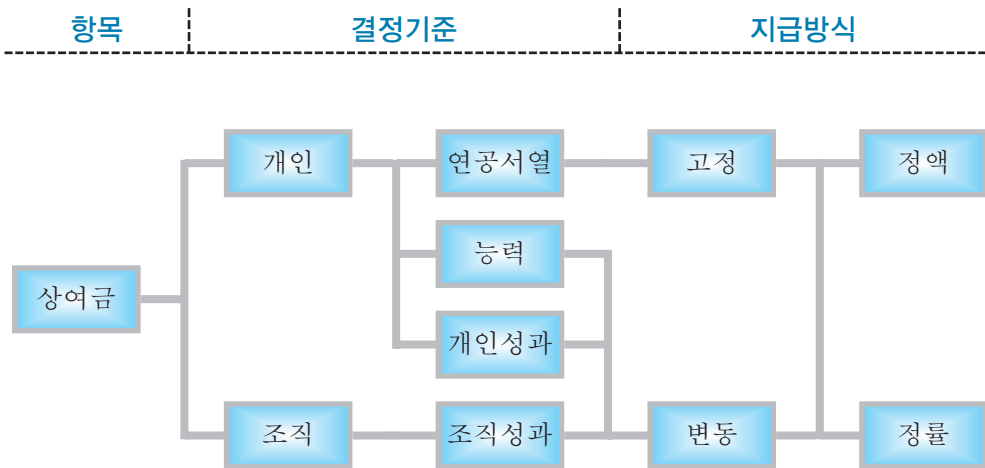 항목 결정기준 지급방식
개인 연공서열 고정 정액
능력
상여금
개인성과
조직 조직성과 변동 정률